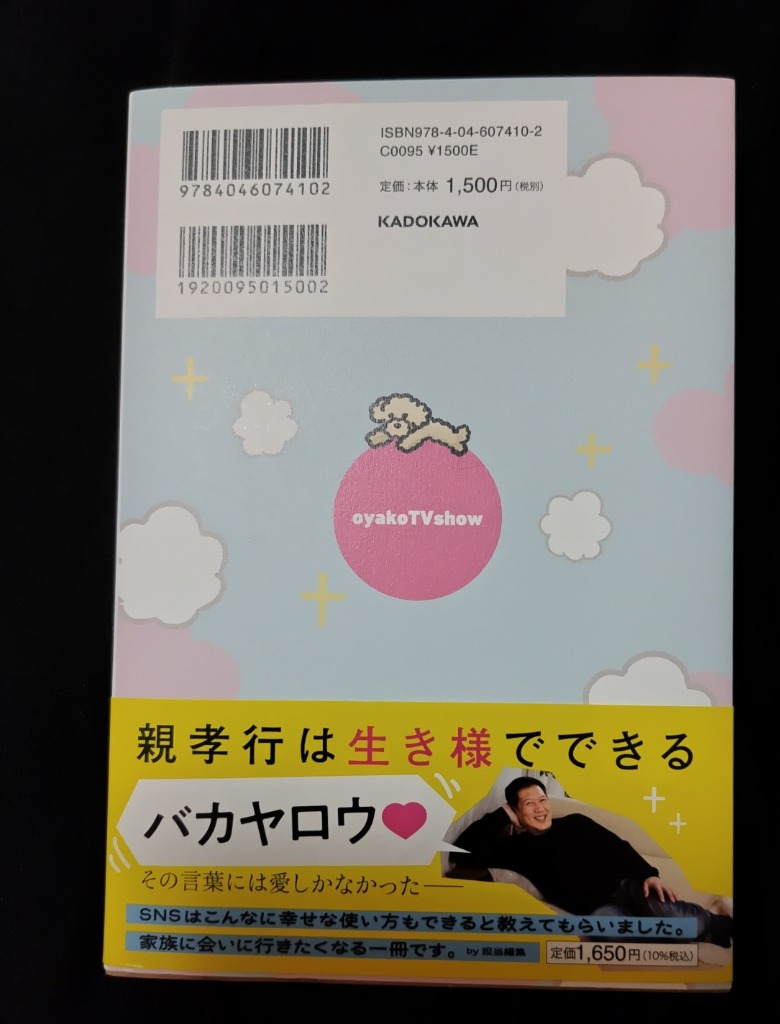 9784046074102
ISBN978-4-04-607410-2
C0095 ¥1500E
定価:本体 1,500円(税別)
KADOKAWA
1920095015002
oyakoTVshow
親孝行は生き様でできる
バカヤロウ
その言葉には愛しかなかった――
SNSはこんなに幸せな使い方もできると教えてもらいました。
家族に会いに行きたくなる一冊です。by 担当編集
定価1,650円(10%税込)